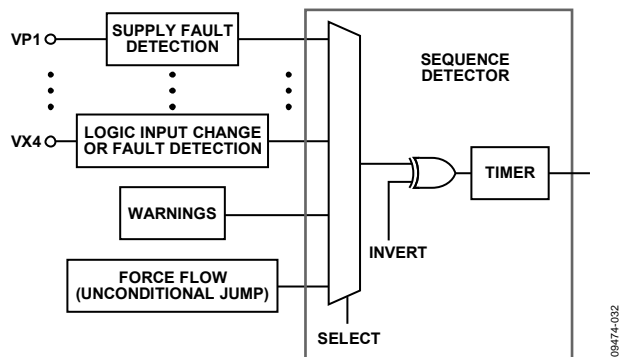 VP1
SUPPLY FAULT
DETECTION
SEQUENCE
DETECTOR
VX4
LOGIC INPUT CHANGE
OR FAULT DETECTION
TIMER
WARNINGS
INVERT
FORCE FLOW
(UNCONDITIONAL JUMP)
SELECT
09474-032